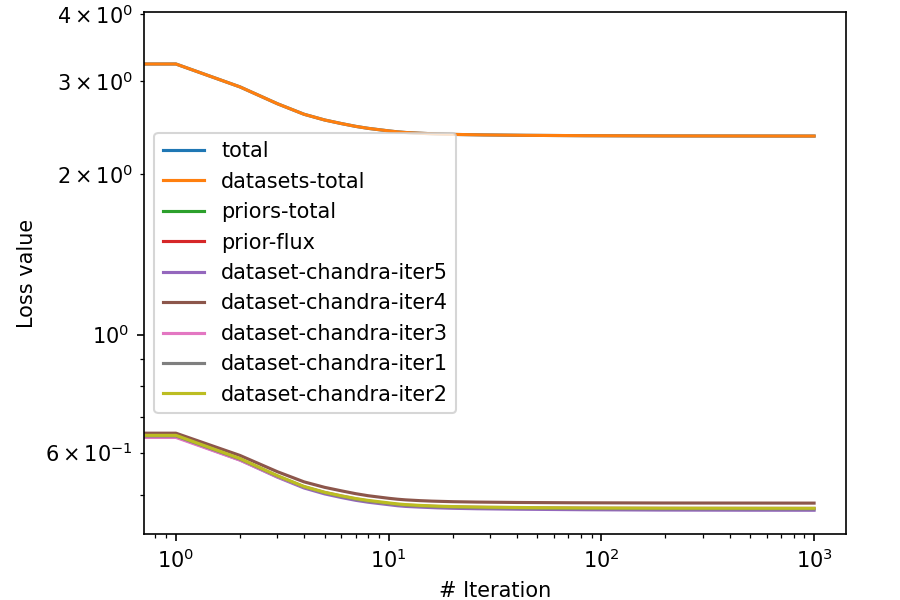 4 × 10⁰
3 × 10⁰
2 × 10⁰
10⁰
6 × 10⁻¹
Loss value
total
datasets-total
priors-total
prior-flux
dataset-chandra-iter5
dataset-chandra-iter4
dataset-chandra-iter3
dataset-chandra-iter1
dataset-chandra-iter2
10⁰ 10¹ 10² 10³
# Iteration